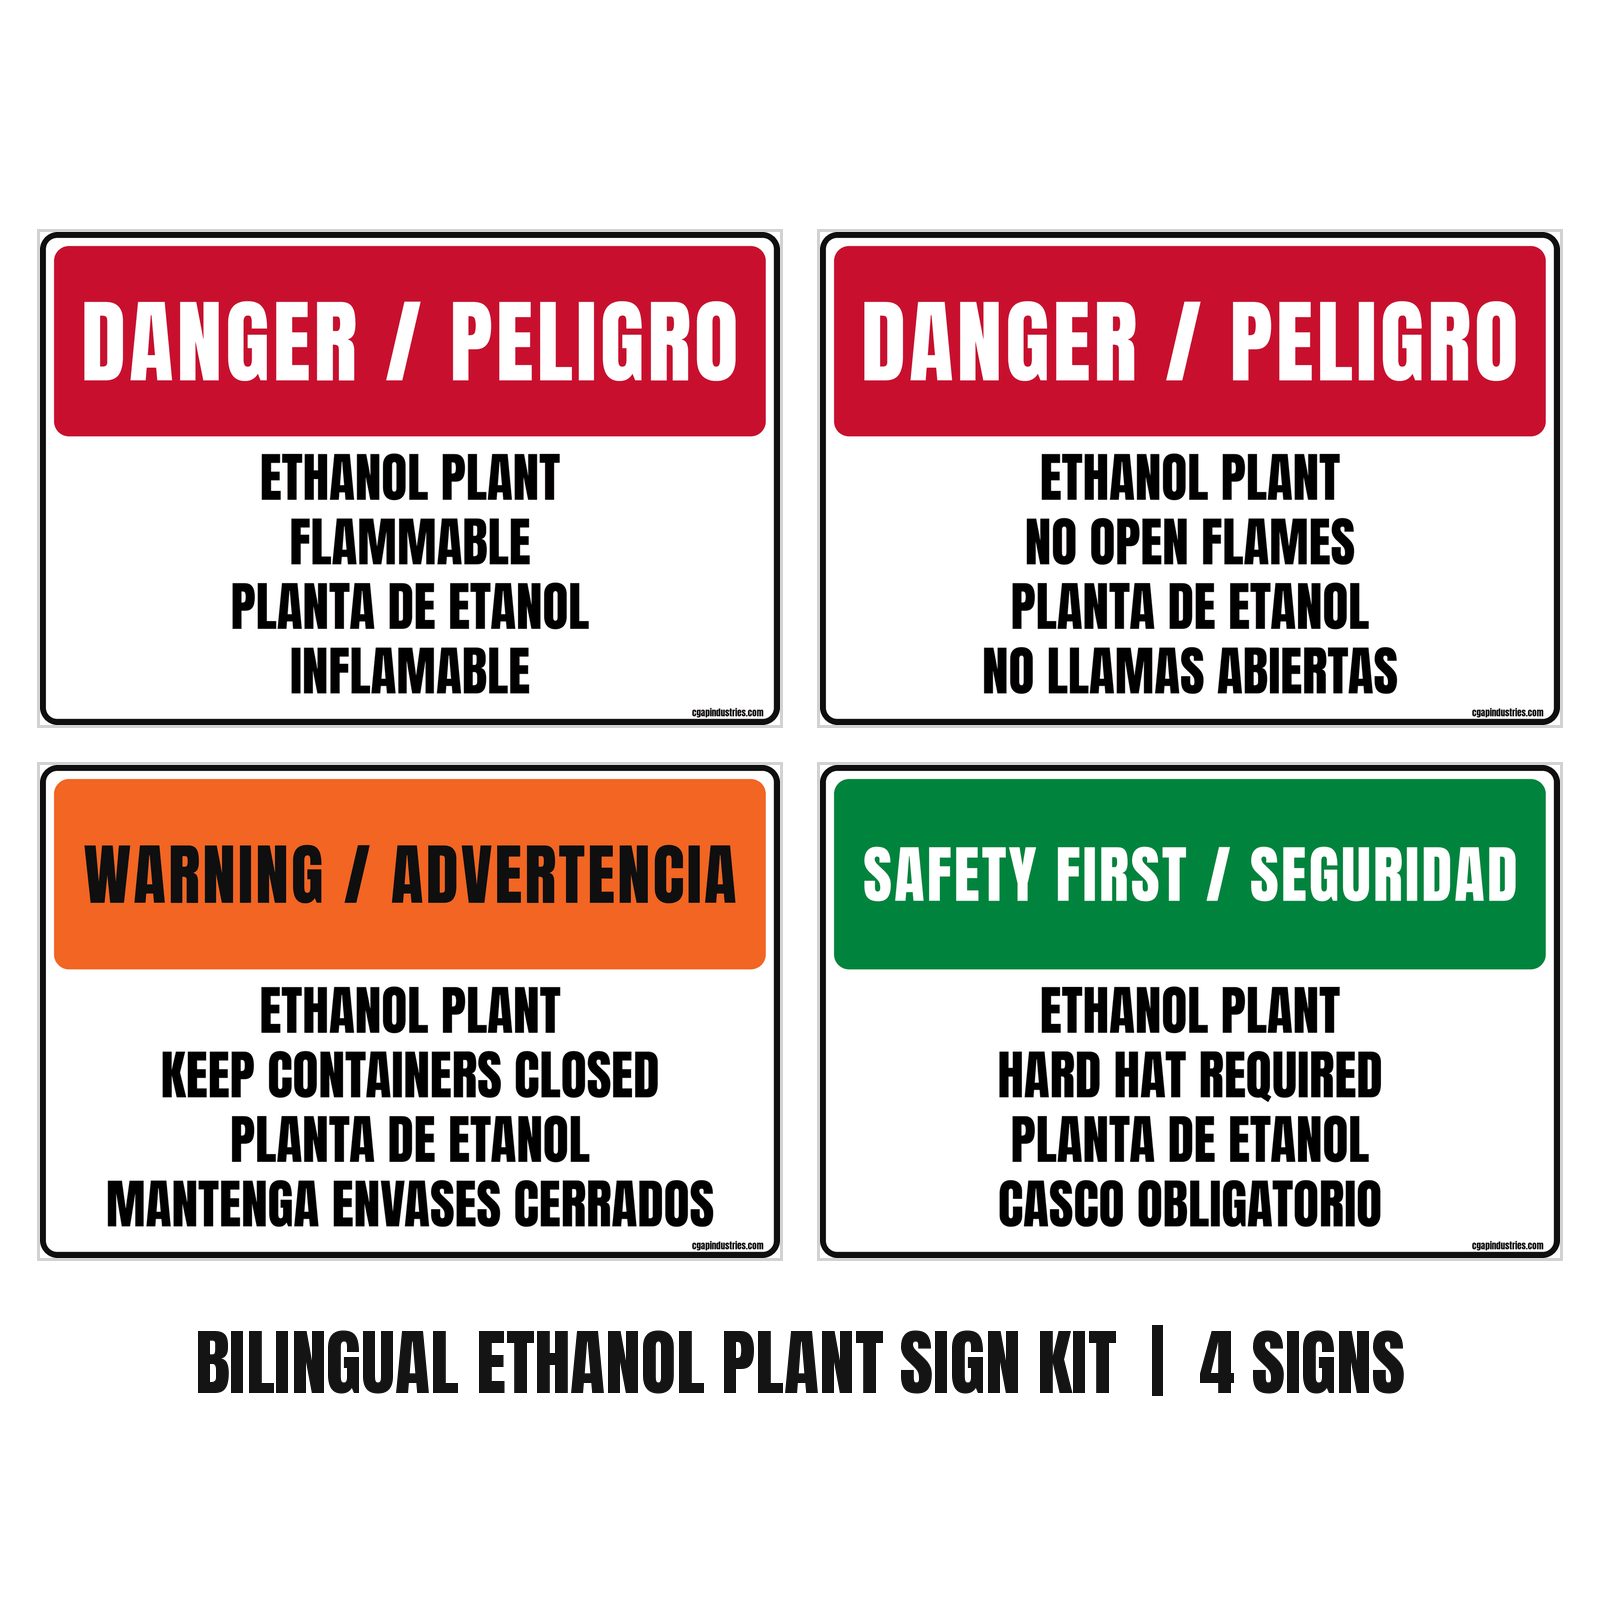 DANGER / PELIGRO
ETHANOL PLANT
FLAMMABLE
PLANTA DE ETANOL
INFLAMABLE
cgapindustries.com
DANGER / PELIGRO
ETHANOL PLANT
NO OPEN FLAMES
PLANTA DE ETANOL
NO LLAMAS ABIERTAS
cgapindustries.com
WARNING / ADVERTENCIA
ETHANOL PLANT
KEEP CONTAINERS CLOSED
PLANTA DE ETANOL
MANTENGA ENVASES CERRADOS
cgapindustries.com
SAFETY FIRST / SEGURIDAD
ETHANOL PLANT
HARD HAT REQUIRED
PLANTA DE ETANOL
CASCO OBLIGATORIO
cgapindustries.com
BILINGUAL ETHANOL PLANT SIGN KIT | 4 SIGNS